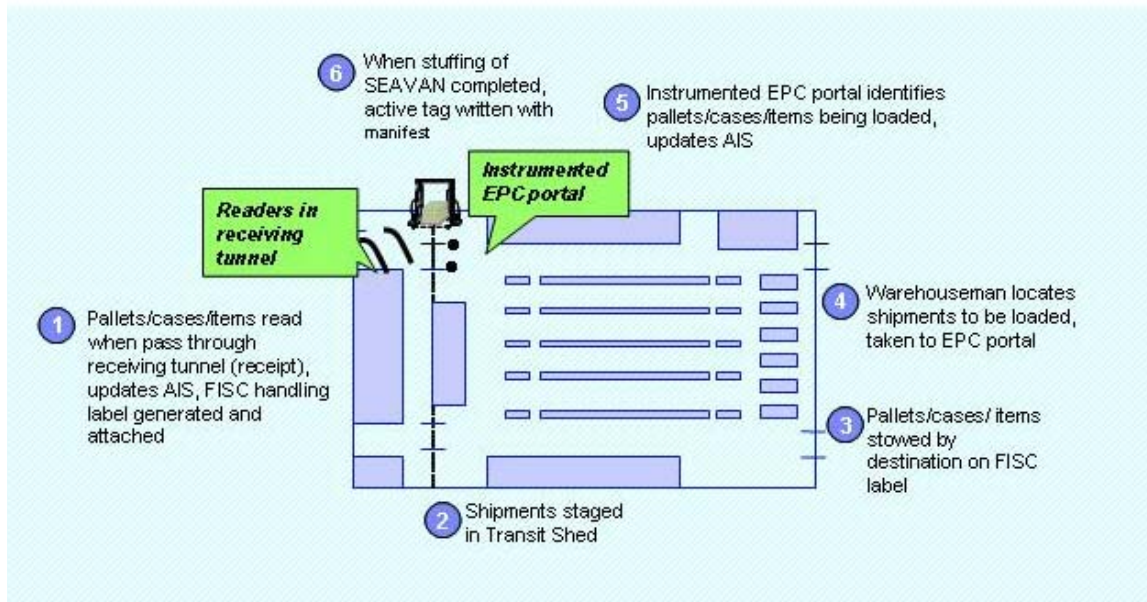 6
When stuffing of
SEAVAN completed,
active tag written with
manifest
5
Instrumented EPC portal identifies
pallets/cases/items being loaded,
updates AIS
Instrumented
EPC portal
Readers in
receiving
tunnel
1
Pallets/cases/items read
when pass through
receiving tunnel (receipt),
updates AIS, FISC handling
label generated and
attached
4
Warehouseman locates
shipments to be loaded,
taken to EPC portal
3
Pallets/cases/ items
stowed by
destination on FISC
label
2
Shipments staged
in Transit Shed